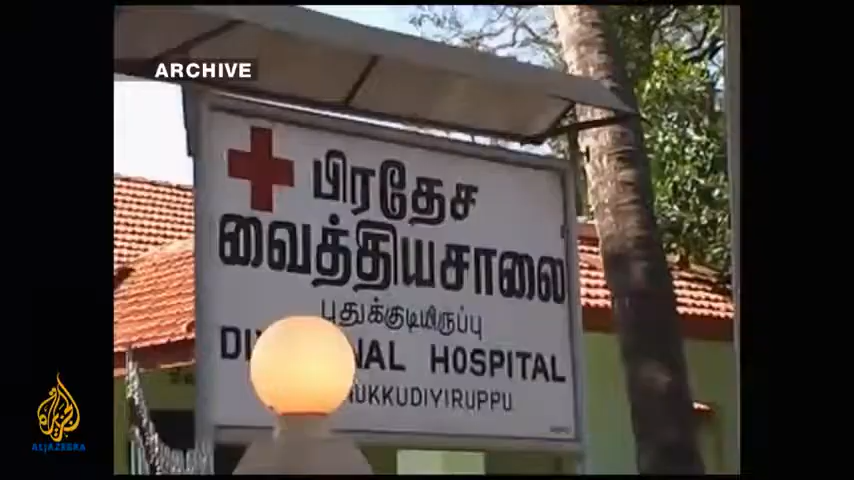 ARCHIVE
பிரதேச
வைத்தியசாலை
புதுக்குடியிருப்பு
HOSPITAL
ALJAZEERA